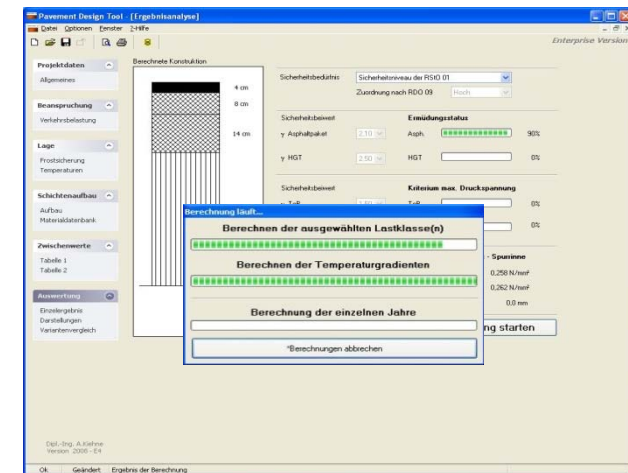 Pavement Design Tool - [Ergebnisanalyse]
Datei Optionen Fenster ?-Hilfe
Enterprise Version
Projektdaten
Allgemeines
Beanspruchung
Verkehrsbelastung
Lage
Frostsicherung
Temperaturen
Schichtenaufbau
Aufbau
Materialdatenbank
Zwischenwerte
Tabelle 1
Tabelle 2
Auswertung
Einzelergebnis
Darstellungen
Variantenvergleich
Dipl.-Ing. A.Kiehne
Version 2008 - E4
Berechnete Konstruktion
4 cm
8 cm
14 cm
Sicherheitsbedürfnis Sicherheitsniveau der RStO 01
Zuordnung nach RDO 09 Hoch
Sicherheitsbeiwert Ermüdungsstatus
γ Asphaltpaket 2.10 Asph. 90%
γ HGT 2.50 HGT 0%
Sicherheitsbeiwert Kriterium max. Druckspannung
0%
0%
- Spurrinne
0,258 N/mm²
0,262 N/mm²
0,0 mm
ng starten
Berechnung läuft...
Berechnen der ausgewählten Lastklasse(n)
Berechnen der Temperaturgradienten
Berechnung der einzelnen Jahre
*Berechnungen abbrechen
Ok Geändert Ergebnis der Berechnung